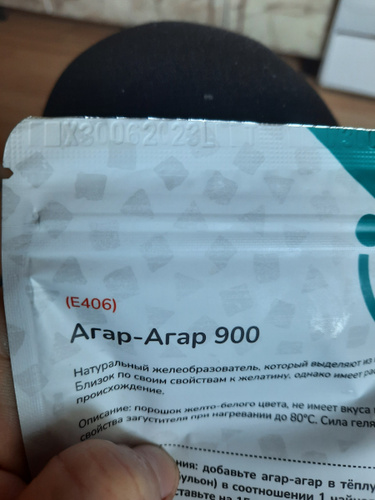 (E406)
Агар-Агар 900
Натуральный желеобразователь, который выделяют из
Близок по своим свойствам к желатину, однако имеет
происхождение.
Описание: порошок желто-белого цвета, не имеет вкуса
свойства загустителя при нагревании до 80°С. Сила геля
добавьте агар-агар в тёплу
в соотношении 1